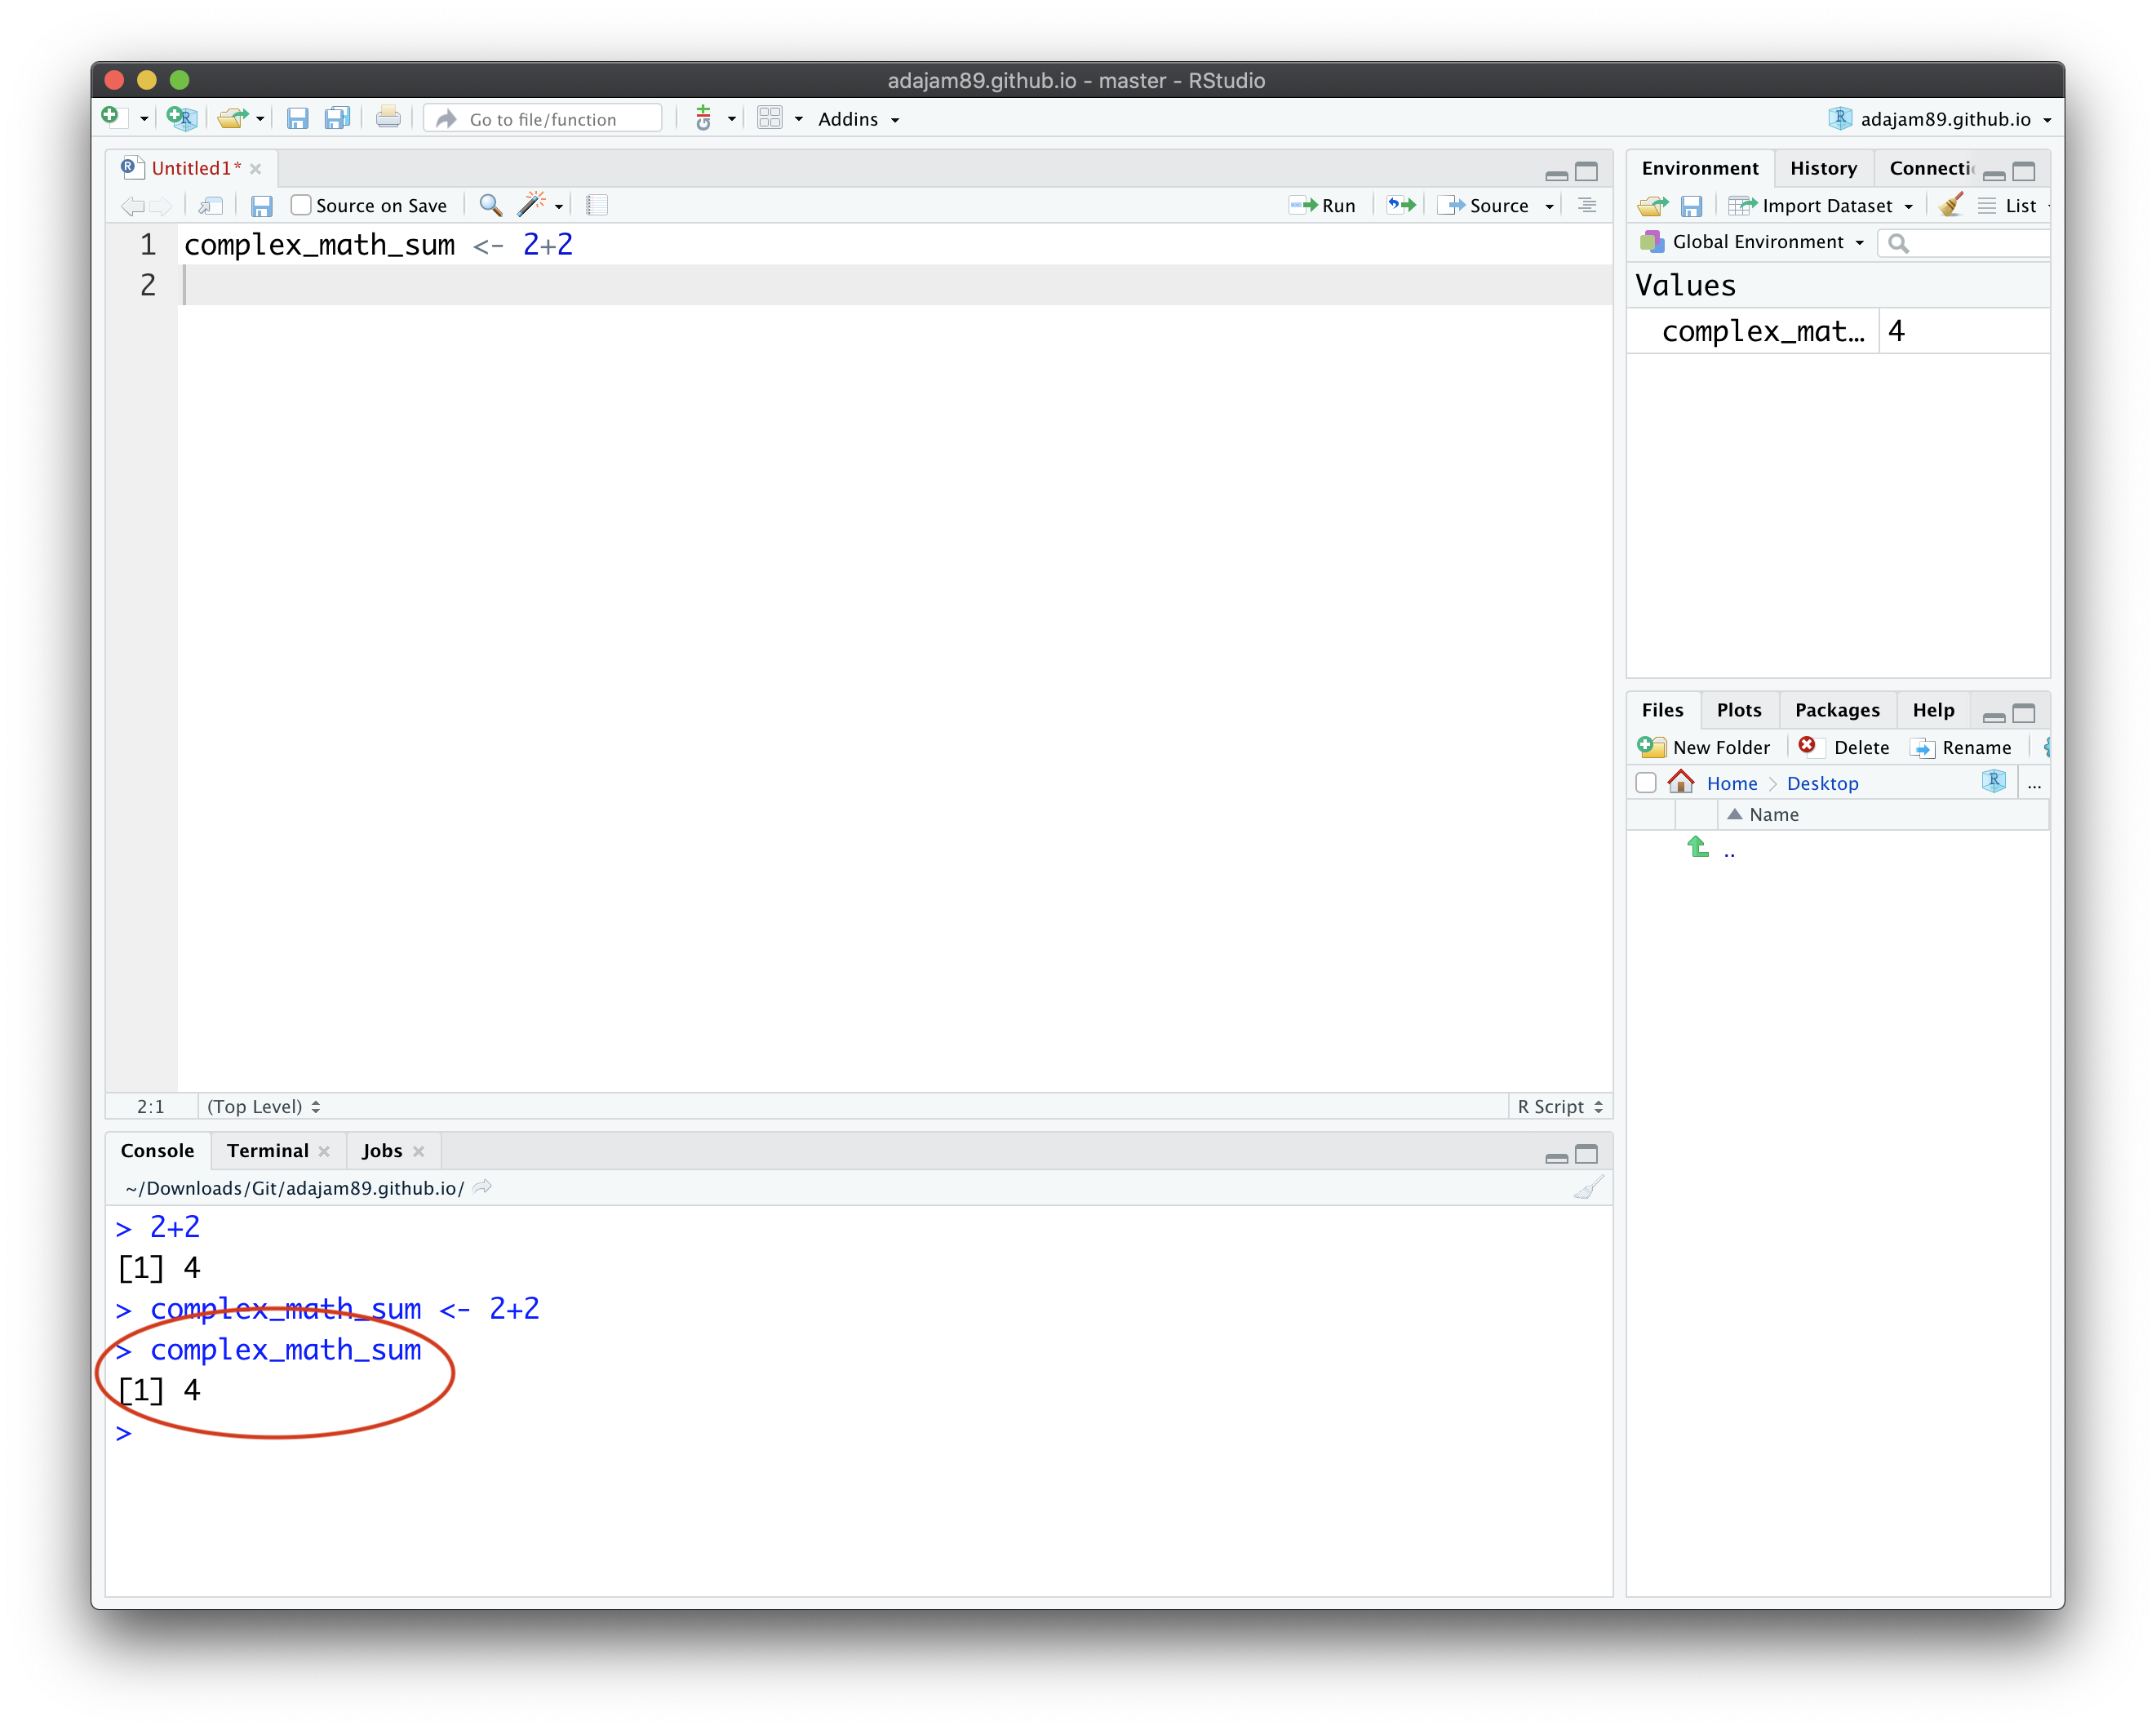 adajam89.github.io - master - RStudio
Go to file/function
Addins
adajam89.github.io
Untitled1*
Source on Save
Run
Source
1 complex_math_sum <- 2+2
2
2:1 (Top Level)
R Script
Console Terminal Jobs
~/Downloads/Git/adajam89.github.io/
> 2+2
[1] 4
> complex_math_sum <- 2+2
> complex_math_sum
[1] 4
>
Environment History Connecti
Import Dataset List
Global Environment
Values
complex_mat… 4
Files Plots Packages Help
New Folder Delete Rename
Home Desktop R ...
Name
..